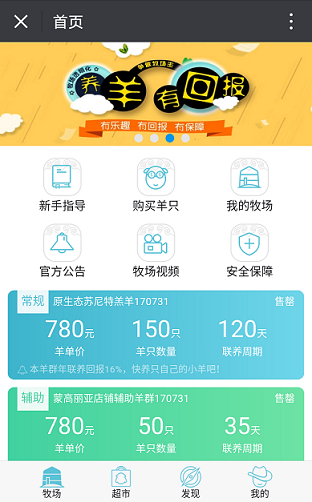 首页
牧场透明化
争做牧场主
养羊有回报
有乐趣 有回报 有保障
新手指导
购买羊只
我的牧场
官方公告
牧场视频
安全保障
常规 原生态苏尼特羔羊170731 售罄
780元 150只 120天
羊单价 羊只数量 联养周期
本羊群年联养回报16%，快养只自己的小羊吧！
辅助 蒙高丽亚店铺辅助羊群170731 售罄
780元 50只 35天
羊单价 羊只数量 联养周期
牧场 超市 发现 我的